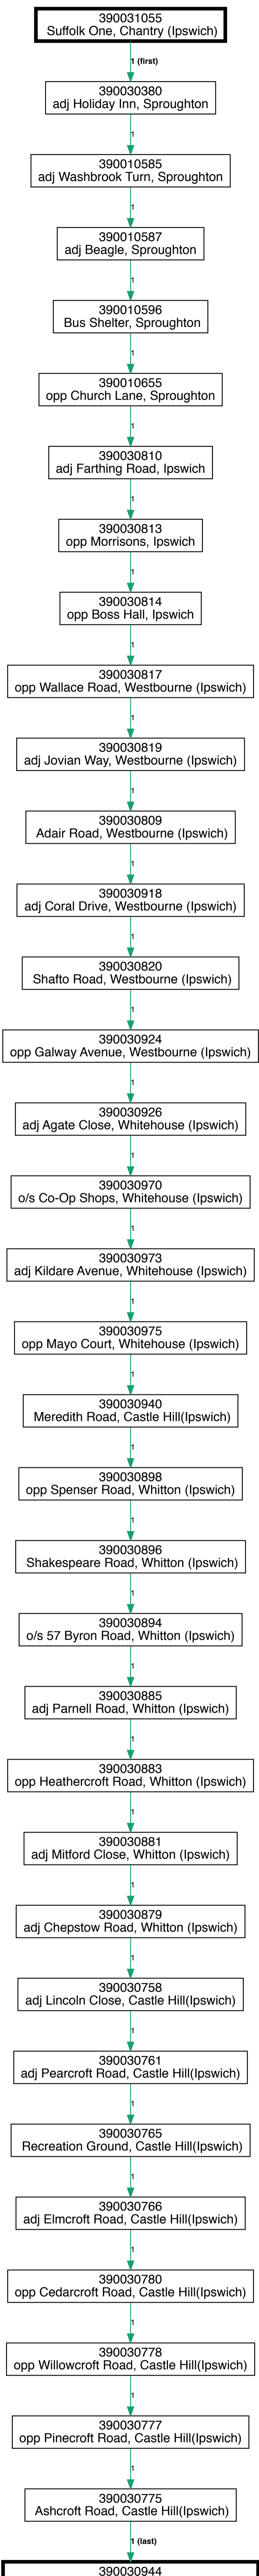 390031055
Suffolk One, Chantry (Ipswich)
1 (first)
390030380
adj Holiday Inn, Sproughton
1
390010585
adj Washbrook Turn, Sproughton
1
390010587
adj Beagle, Sproughton
1
390010596
Bus Shelter, Sproughton
1
390010655
opp Church Lane, Sproughton
1
390030810
adj Farthing Road, Ipswich
1
390030813
opp Morrisons, Ipswich
1
390030814
opp Boss Hall, Ipswich
1
390030817
opp Wallace Road, Westbourne (Ipswich)
1
390030819
adj Jovian Way, Westbourne (Ipswich)
1
390030809
Adair Road, Westbourne (Ipswich)
1
390030918
adj Coral Drive, Westbourne (Ipswich)
1
390030820
Shafto Road, Westbourne (Ipswich)
1
390030924
opp Galway Avenue, Westbourne (Ipswich)
1
390030926
adj Agate Close, Whitehouse (Ipswich)
1
390030970
o/s Co-Op Shops, Whitehouse (Ipswich)
1
390030973
adj Kildare Avenue, Whitehouse (Ipswich)
1
390030975
opp Mayo Court, Whitehouse (Ipswich)
1
390030940
Meredith Road, Castle Hill(Ipswich)
1
390030898
opp Spenser Road, Whitton (Ipswich)
1
390030896
Shakespeare Road, Whitton (Ipswich)
1
390030894
o/s 57 Byron Road, Whitton (Ipswich)
1
390030885
adj Parnell Road, Whitton (Ipswich)
1
390030883
opp Heathercroft Road, Whitton (Ipswich)
1
390030881
adj Mitford Close, Whitton (Ipswich)
1
390030879
adj Chepstow Road, Whitton (Ipswich)
1
390030758
adj Lincoln Close, Castle Hill(Ipswich)
1
390030761
adj Pearcroft Road, Castle Hill(Ipswich)
1
390030765
Recreation Ground, Castle Hill(Ipswich)
1
390030766
adj Elmcroft Road, Castle Hill(Ipswich)
1
390030780
opp Cedarcroft Road, Castle Hill(Ipswich)
1
390030778
opp Willowcroft Road, Castle Hill(Ipswich)
1
390030777
opp Pinecroft Road, Castle Hill(Ipswich)
1
390030775
Ashcroft Road, Castle Hill(Ipswich)
1 (last)
390030944